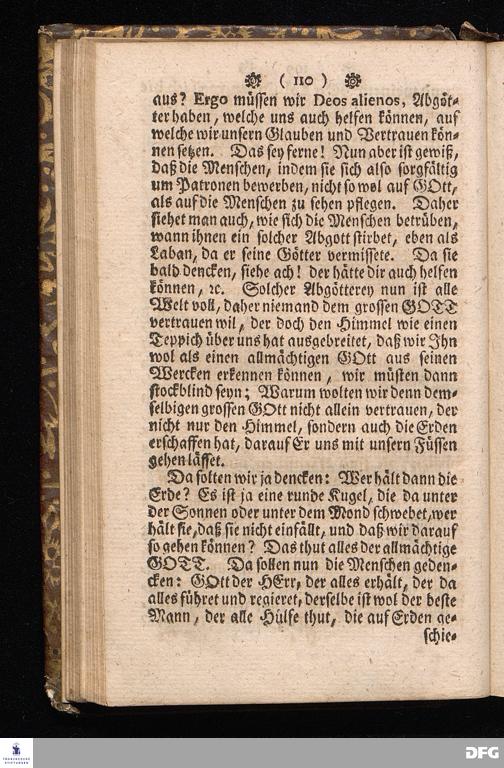 ( 110 )
aus? Ergo müssen wir Deos alienos, Abgöt-
ter haben, welche uns auch helfen können, auf
welche wir unsern Glauben und Vertrauen kön-
nen setzen. Das sey ferne! Nun aber ist gewiß,
daß die Menschen, indem sie sich also sorgfältig
um Patronen bewerben, nicht so wol auf GOtt,
als auf die Menschen zu sehen pflegen. Daher
siehet man auch, wie sich die Menschen betrüben,
wann ihnen ein solcher Abgott stirbet, eben als
Laban, da er seine Götter vermissete. Da sie
bald dencken, siehe ach! der hätte dir auch helfen
können, ꝛc. Solcher Abgötterey nun ist alle
Welt voll, daher niemand dem grossen GOTT
vertrauen wil, der doch den Himmel wie einen
Teppich über uns hat ausgebreitet, daß wir Ihn
wol als einen allmächtigen GOtt aus seinen
Wercken erkennen können, wir müsten dann
stockblind seyn; Warum wolten wir denn dem-
selbigen grossen GOtt nicht allein vertrauen, der
nicht nur den Himmel, sondern auch die Erden
erschaffen hat, darauf Er uns mit unsern Füssen
gehen lässet.
Da solten wir ja dencken: Wer hält dann die
Erde? Es ist ja eine runde Kugel, die da unter
der Sonnen oder unter dem Mond schwebet, wer
hält sie, daß sie nicht einfällt, und daß wir darauf
so gehen können? Das thut alles der allmächtige
GOTT. Da sollen nun die Menschen geden-
cken: GOtt der HErr, der alles erhält, der da
alles führet und regieret, derselbe ist wol der beste
Mann, der alle Hülfe thut, die auf Erden ge-
schie-
FRANCKESCHE
STIFTUNGEN
DFG